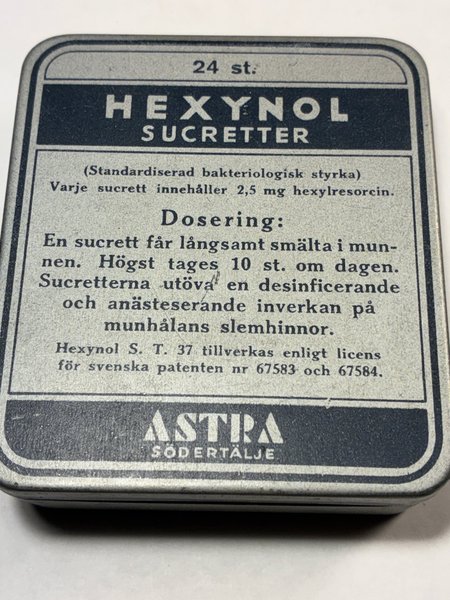 24 st.
HEXYNOL
SUCRETTER
(Standardiserad bakteriologisk styrka)
Varje sucrett innehåller 2,5 mg hexylresorcin.
Dosering:
En sucrett får långsamt smälta i mun-
nen. Högst tages 10 st. om dagen.
Sucretterna utöva en desinficerande
och anästeserande inverkan på
munhålans slemhinnor.
Hexynol S. T. 37 tillverkas enligt licens
för svenska patenten nr 67583 och 67584.
ASTRA
SÖDERTÄLJE